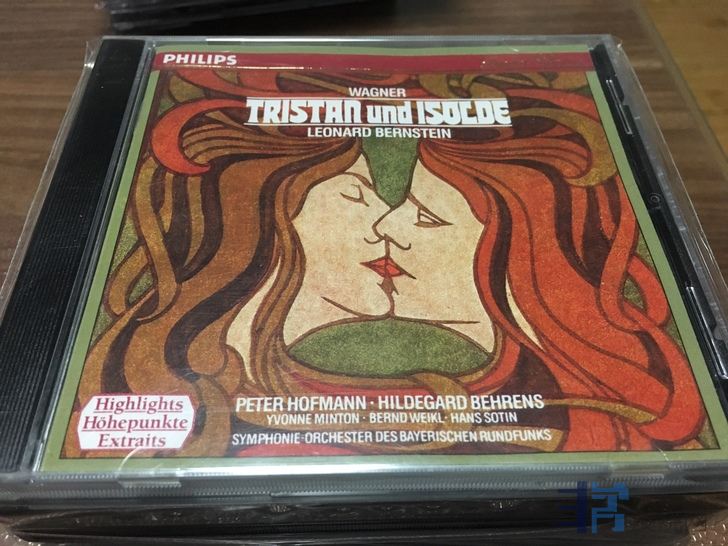 PHILIPS
WAGNER
TRISTAN und ISOLDE
LEONARD BERNSTEIN
PETER HOFMANN · HILDEGARD BEHRENS
YVONNE MINTON · BERND WEIKL · HANS SOTIN
SYMPHONIE-ORCHESTER DES BAYERISCHEN RUNDFUNKS
Highlights
Höhepunkte
Extraits